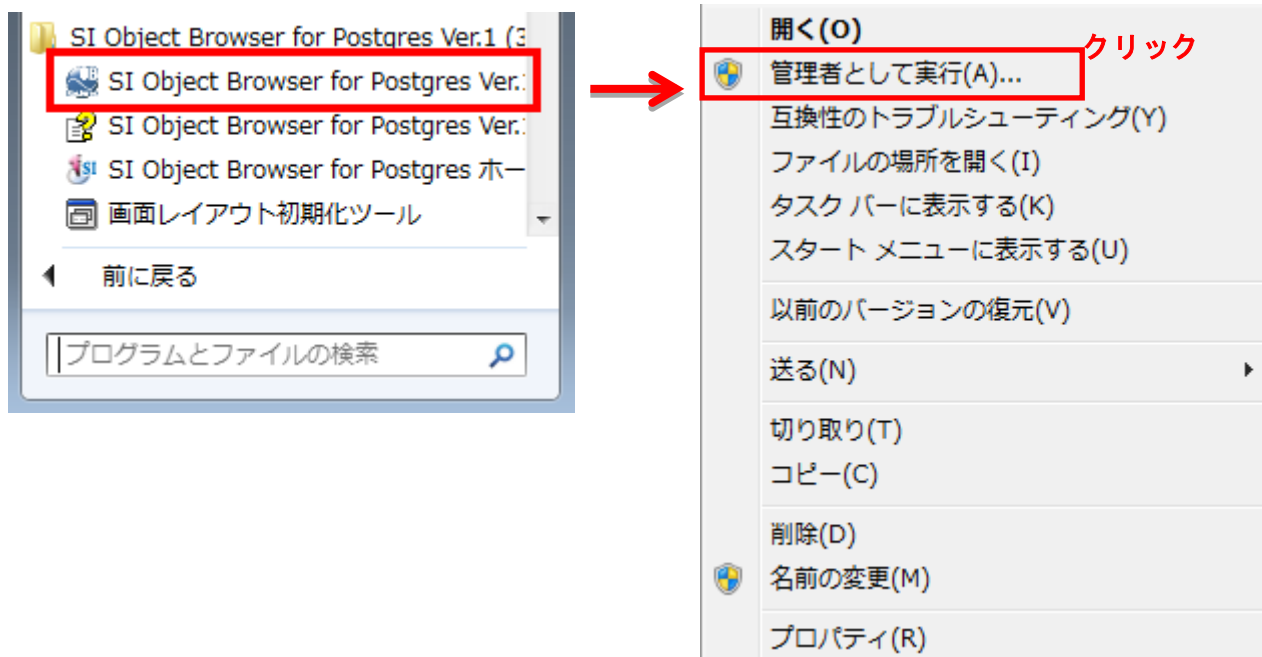 SI Object Browser for Postgres Ver.1 (3
SI Object Browser for Postgres Ver.
SI Object Browser for Postgres Ver.
SI Object Browser for Postgres ホー
画面レイアウト初期化ツール
前に戻る
プログラムとファイルの検索
開く(O)
クリック
管理者として実行(A)...
互換性のトラブルシューティング(Y)
ファイルの場所を開く(I)
タスク バーに表示する(K)
スタート メニューに表示する(U)
以前のバージョンの復元(V)
送る(N)
切り取り(T)
コピー(C)
削除(D)
名前の変更(M)
プロパティ(R)